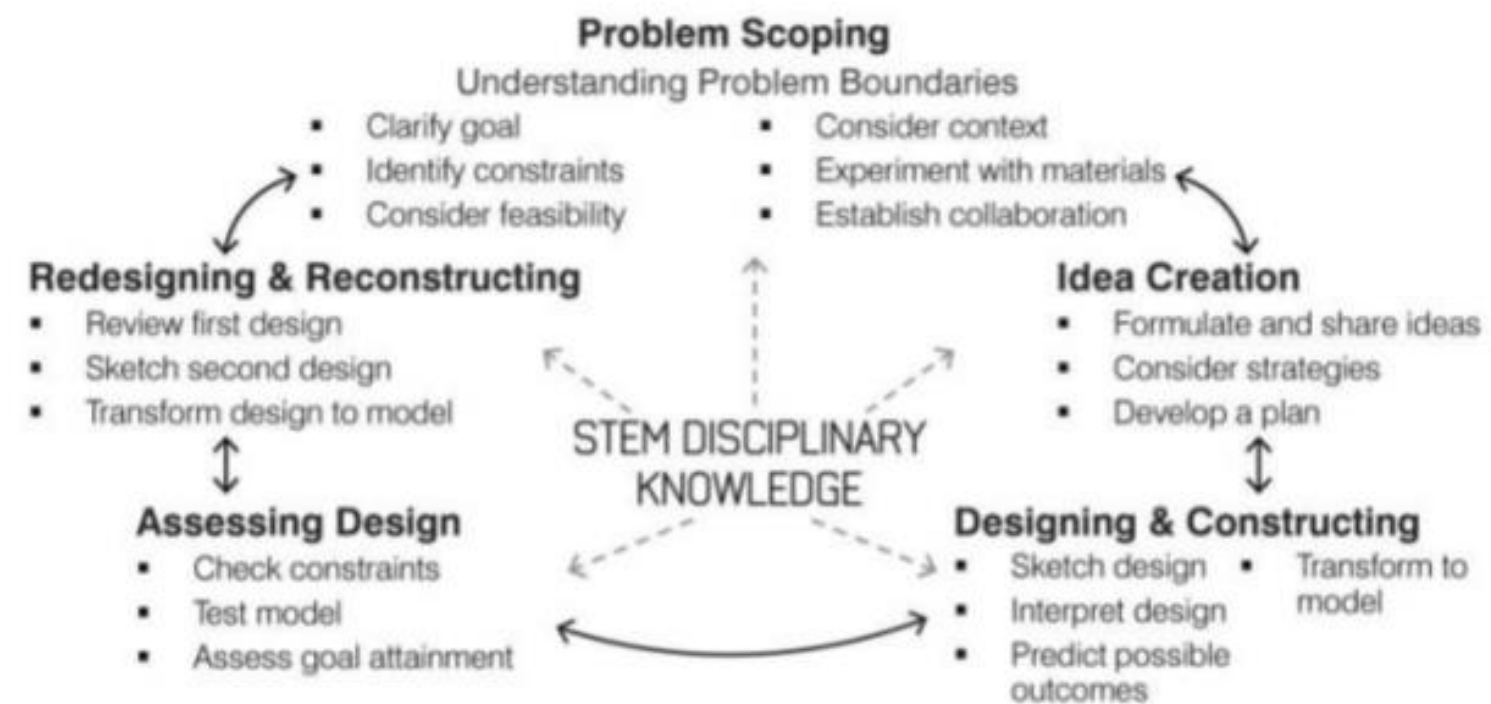 Problem Scoping
Understanding Problem Boundaries
▪ Clarify goal
▪ Identify constraints
▪ Consider feasibility
▪ Consider context
▪ Experiment with materials
▪ Establish collaboration
Redesigning & Reconstructing
▪ Review first design
▪ Sketch second design
▪ Transform design to model
Idea Creation
▪ Formulate and share ideas
▪ Consider strategies
▪ Develop a plan
STEM DISCIPLINARY
KNOWLEDGE
Assessing Design
▪ Check constraints
▪ Test model
▪ Assess goal attainment
Designing & Constructing
▪ Sketch design
▪ Interpret design
▪ Predict possible
outcomes
▪ Transform to
model